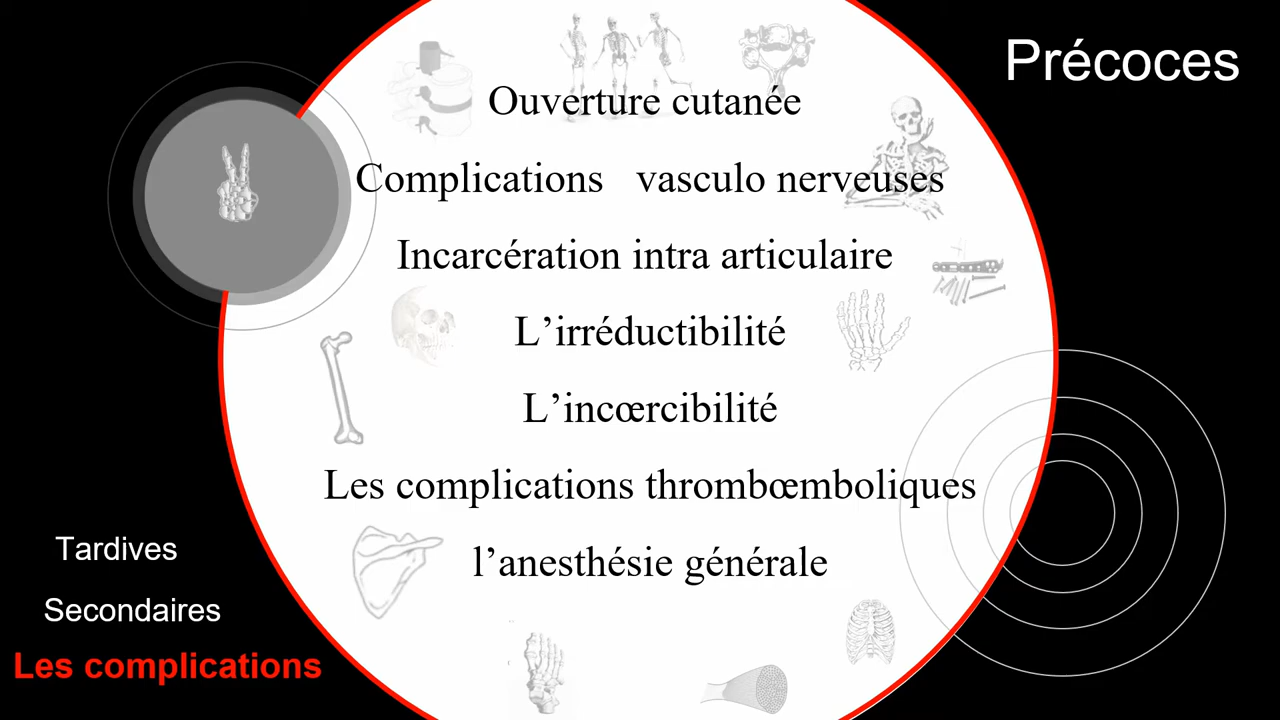 Précoces
Ouverture cutanée
Complications vasculo nerveuses
Incarcération intra articulaire
L’irréductibilité
L’incœrcibilité
Les complications thrombœmboliques
l’anesthésie générale
Tardives
Secondaires
Les complications